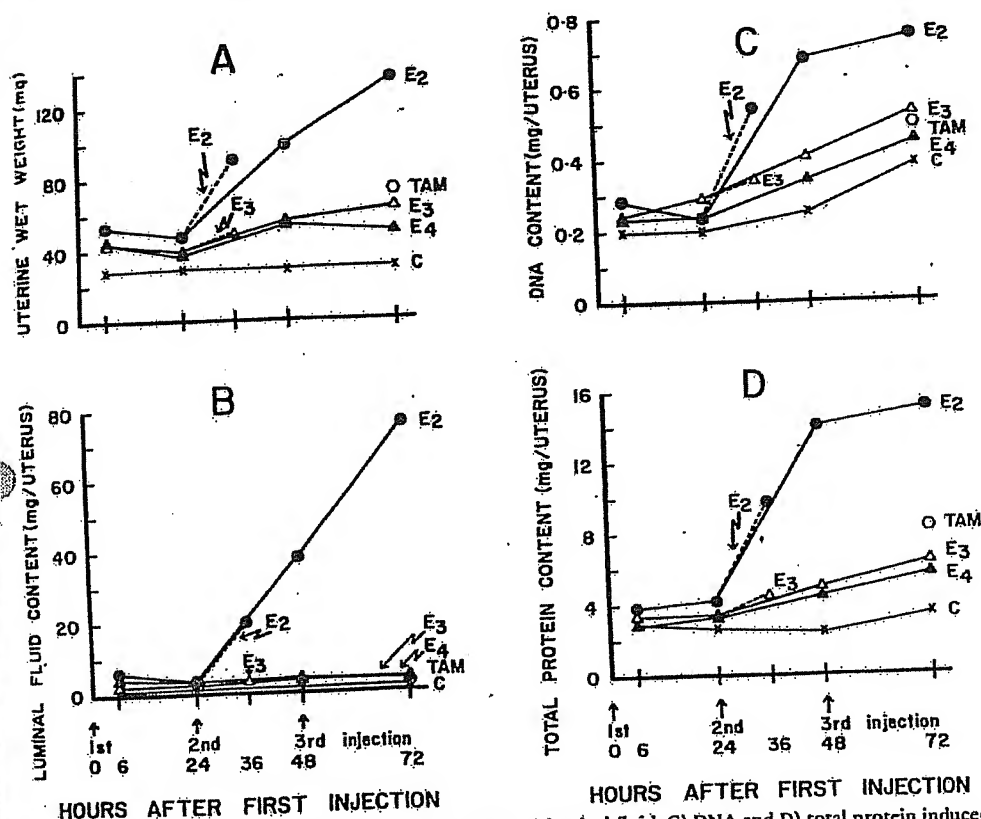 A
UTERINE WET WEIGHT (mg)
120
80
40
0
E2
E2
E3
TAM
E3
E4
C
B
LUMINAL FLUID CONTENT (mg/UTERUS)
80
60
40
20
0
E2
E2
E3
E3
E4
TAM
C
1st 2nd 3rd injection
0 6 24 36 48 72
HOURS AFTER FIRST INJECTION
C
DNA CONTENT (mg/UTERUS)
0·8
0·6
0·4
0·2
0
E2
E2
E3
E3
TAM
E4
C
D
TOTAL PROTEIN CONTENT (mg/UTERUS)
16
12
8
4
0
E2
E2
E3
TAM
E3
E4
C
1st 2nd 3rd injection
0 6 24 36 48 72
HOURS AFTER FIRST INJECTION
fluid, C) DNA and D) total protein induce